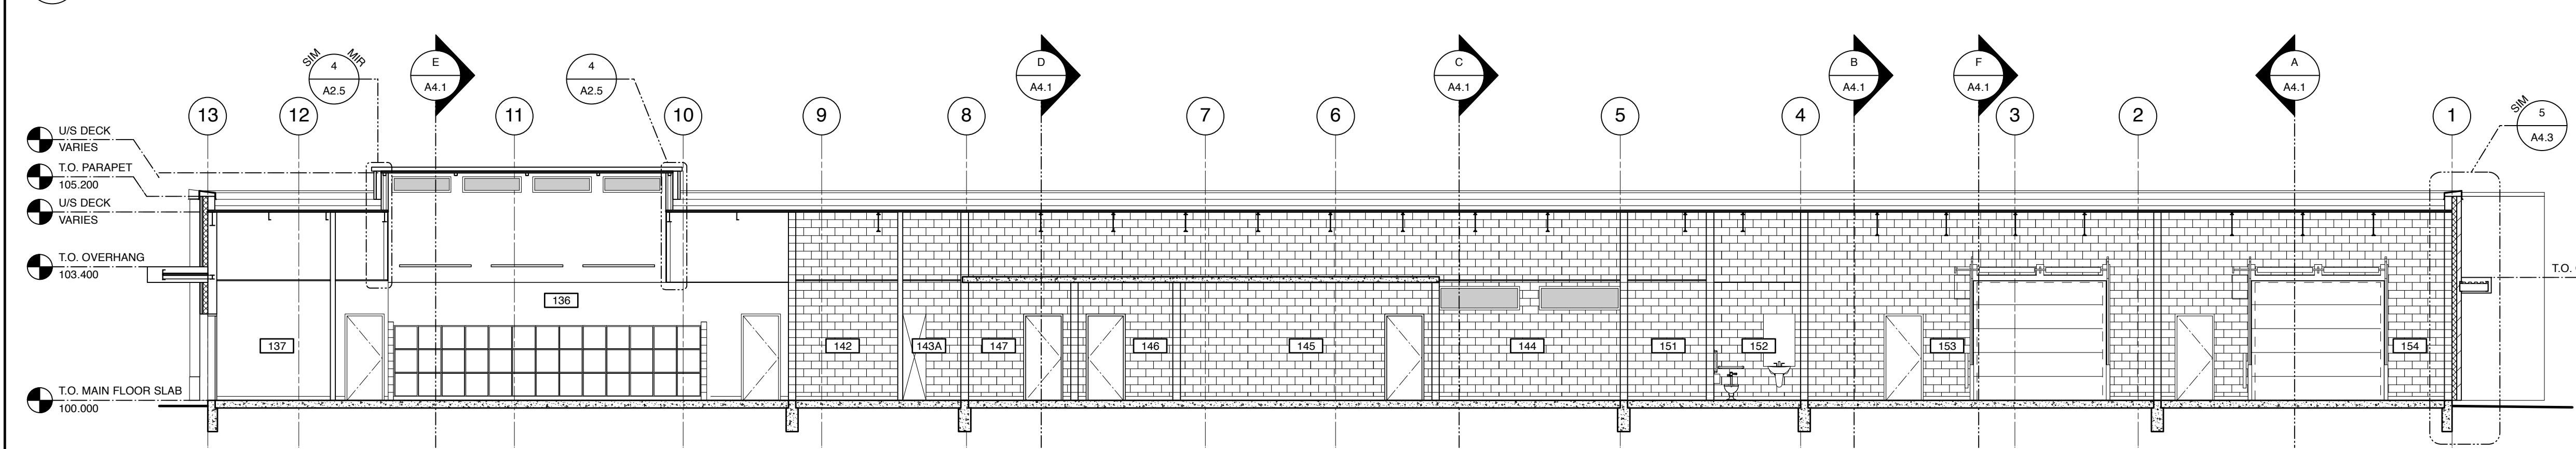 SIM
MIR
4
A2.5
E
A4.1
4
A2.5
D
A4.1
C
A4.1
B
A4.1
F
A4.1
A
A4.1
SIM
5
A4.3
13
12
11
10
9
8
7
6
5
4
3
2
1
U/S DECK
VARIES
T.O. PARAPET
105.200
U/S DECK
VARIES
T.O. OVERHANG
103.400
T.O.
136
137
142
143A
147
146
145
144
151
152
153
154
T.O. MAIN FLOOR SLAB
100.000